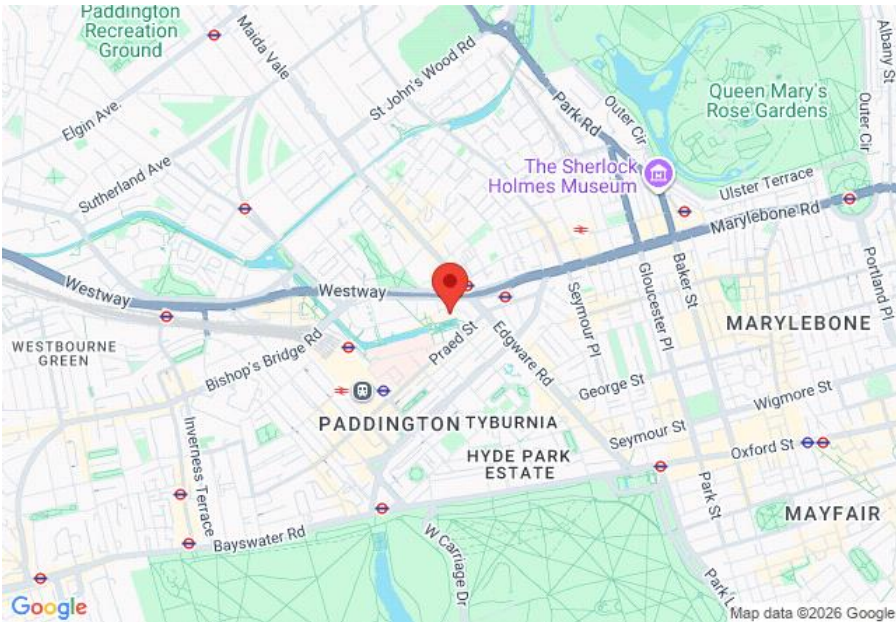 Paddington
Recreation
Ground
Maida Vale
St John's Wood Rd
Elgin Ave.
Sutherland Ave
Park Rd
Outer Cir
Queen Mary's
Rose Gardens
Albany St
Outer Cir
The Sherlock
Holmes Museum
Ulster Terrace
Marylebone Rd
Westway
Westway
Portland Pl
Baker St
Gloucester Pl
Seymour Pl
MARYLEBONE
WESTBOURNE
GREEN
Bishop's Bridge Rd
Praed St
Edgware Rd
George St
Wigmore St
PADDINGTON
TYBURNIA
Seymour St
HYDE PARK
ESTATE
Oxford St
Inverness Terrace
Park St
MAYFAIR
Bayswater Rd
W Carriage Dr
Park L
Google
Map data ©2026 Google